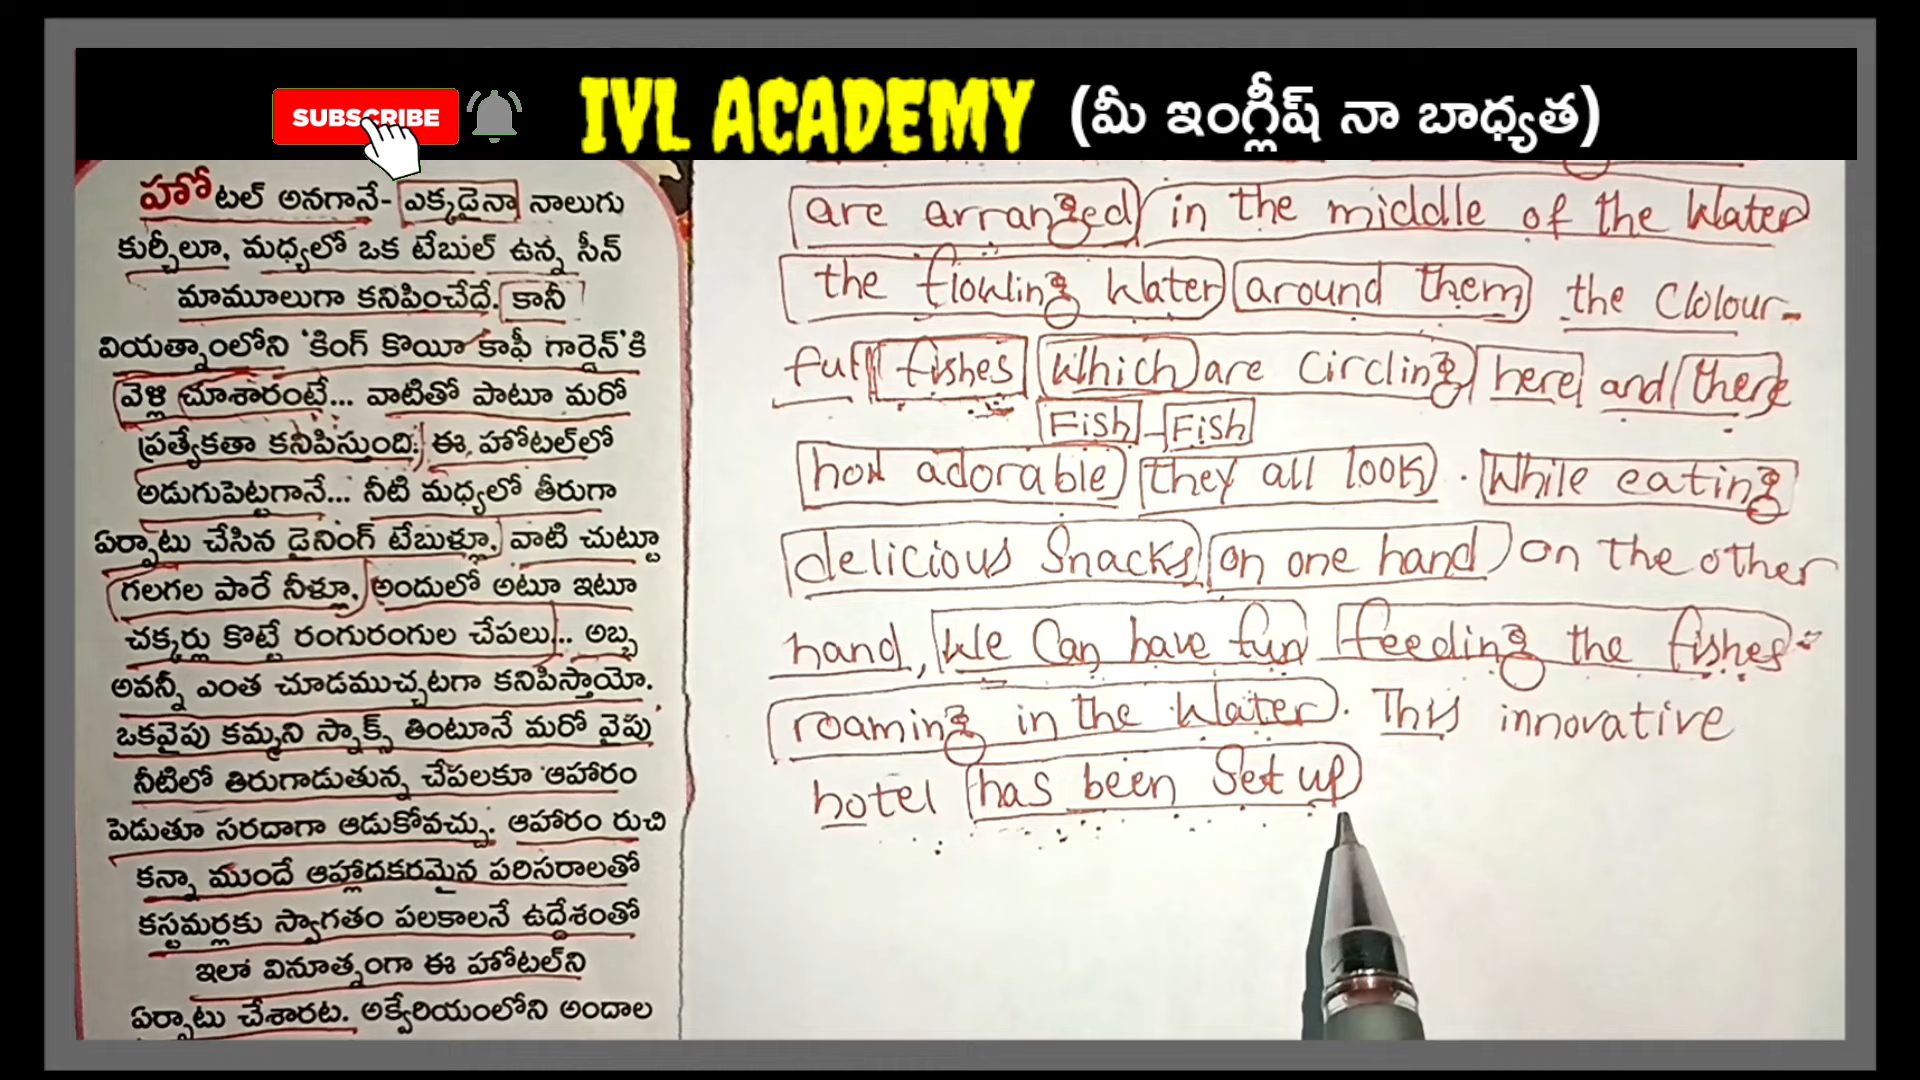 SUBSCRIBE
IVL ACADEMY (మీ ఇంగ్లీష్ నా బాధ్యత)
హోటల్ అనగానే- ఎక్కడైనా నాలుగు
కుర్చీలూ, మధ్యలో ఒక టేబుల్ ఉన్న సీన్
మామూలుగా కనిపించేదే. కానీ
వియత్నాంలోని 'కింగ్ కొయీ కాఫీ గార్డెన్'కి
వెళ్లి చూశారంటే... వాటితో పాటూ మరో
ప్రత్యేకతా కనిపిస్తుంది. ఈ హోటల్‌లో
అడుగుపెట్టగానే... నీటి మధ్యలో తీరుగా
ఏర్పాటు చేసిన డైనింగ్ టేబుళ్లూ, వాటి చుట్టూ
గలగల పారే నీళ్లూ, అందులో అటూ ఇటూ
చక్కర్లు కొట్టే రంగురంగుల చేపలు... అబ్బ
అవన్నీ ఎంత చూడముచ్చటగా కనిపిస్తాయో.
ఒకవైపు కమ్మని స్నాక్స్ తింటూనే మరో వైపు
నీటిలో తిరుగాడుతున్న చేపలకూ ఆహారం
పెడుతూ సరదాగా ఆడుకోవచ్చు. ఆహారం రుచి
కన్నా ముందే ఆహ్లాదకరమైన పరిసరాలతో
కస్టమర్లకు స్వాగతం పలకాలనే ఉద్దేశంతో
ఇలా వినూత్నంగా ఈ హోటల్‌ని
ఏర్పాటు చేశారట. అక్వేరియంలోని అందాల
are arranged in the middle of the water
the flowing water around them the colour-
full fishes which are circling here and there
Fish - Fish
how adorable they all look. While eating
delicious snacks on one hand on the other
hand, we can have fun feeding the fishes
roaming in the water. This innovative
hotel has been set up